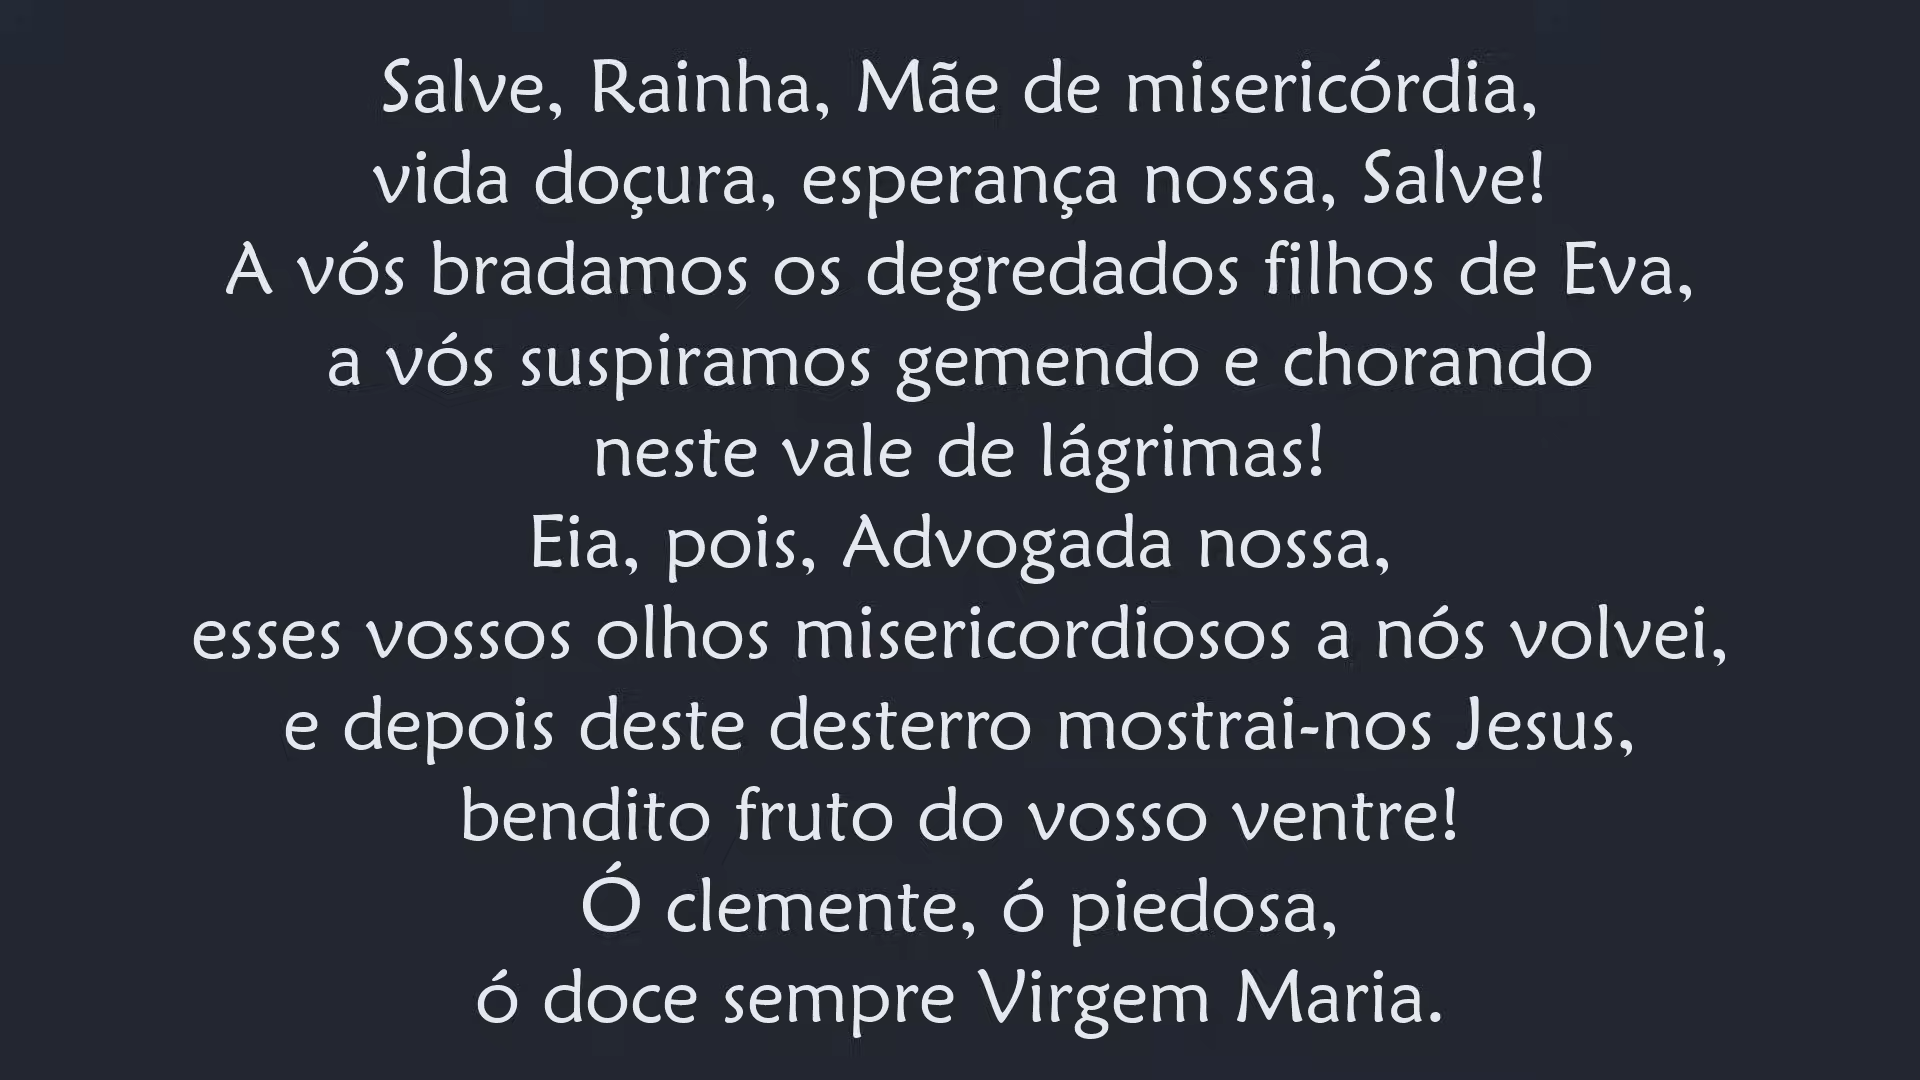 Salve, Rainha, Mãe de misericórdia,
vida doçura, esperança nossa, Salve!
A vós bradamos os degredados filhos de Eva,
a vós suspiramos gemendo e chorando
neste vale de lágrimas!
Eia, pois, Advogada nossa,
esses vossos olhos misericordiosos a nós volvei,
e depois deste desterro mostrai-nos Jesus,
bendito fruto do vosso ventre!
Ó clemente, ó piedosa,
ó doce sempre Virgem Maria.